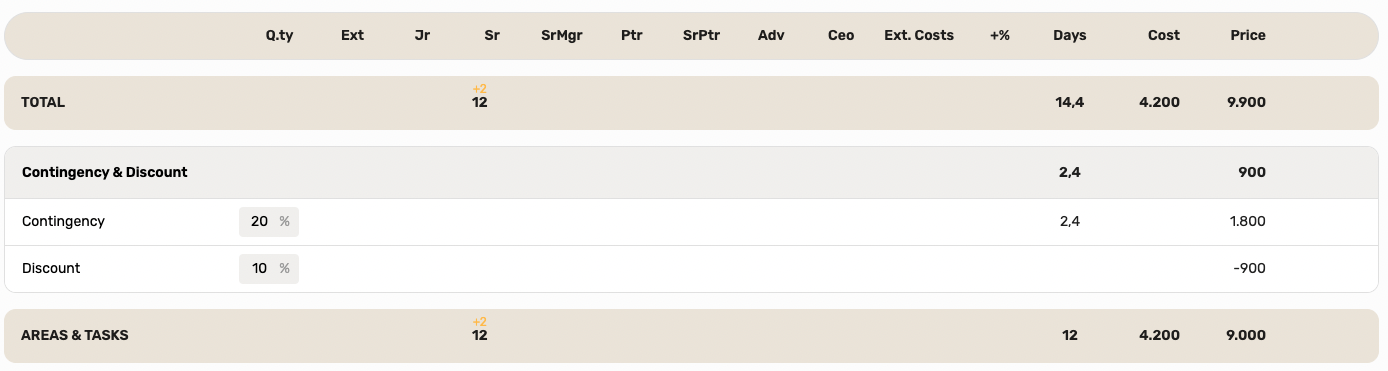 Q.ty Ext Jr Sr SrMgr Ptr SrPtr Adv Ceo Ext. Costs +% Days Cost Price
+2
TOTAL 12 14,4 4.200 9.900
Contingency & Discount 2,4 900
Contingency 20 % 2,4 1.800
Discount 10 % -900
+2
AREAS & TASKS 12 12 4.200 9.000